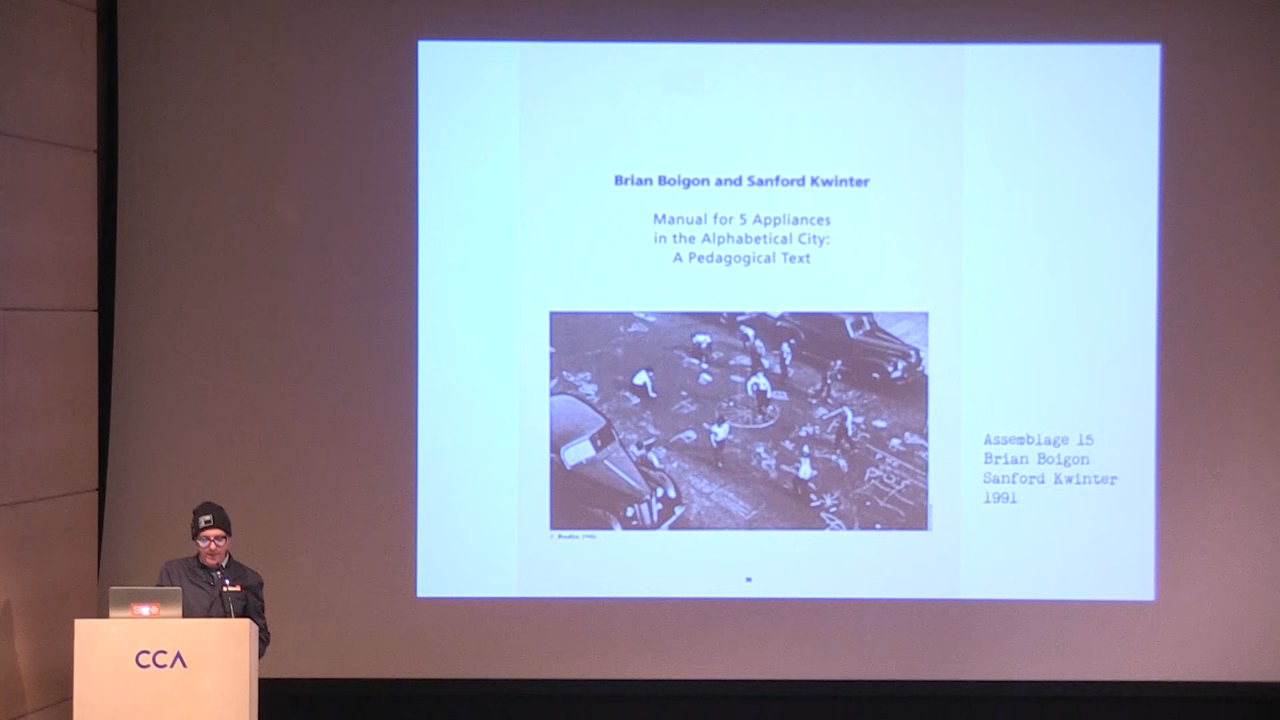 Brian Boigon and Sanford Kwinter
Manual for 5 Appliances
in the Alphabetical City:
A Pedagogical Text
Assemblage 15
Brian Boigon
Sanford Kwinter
1991
CCA